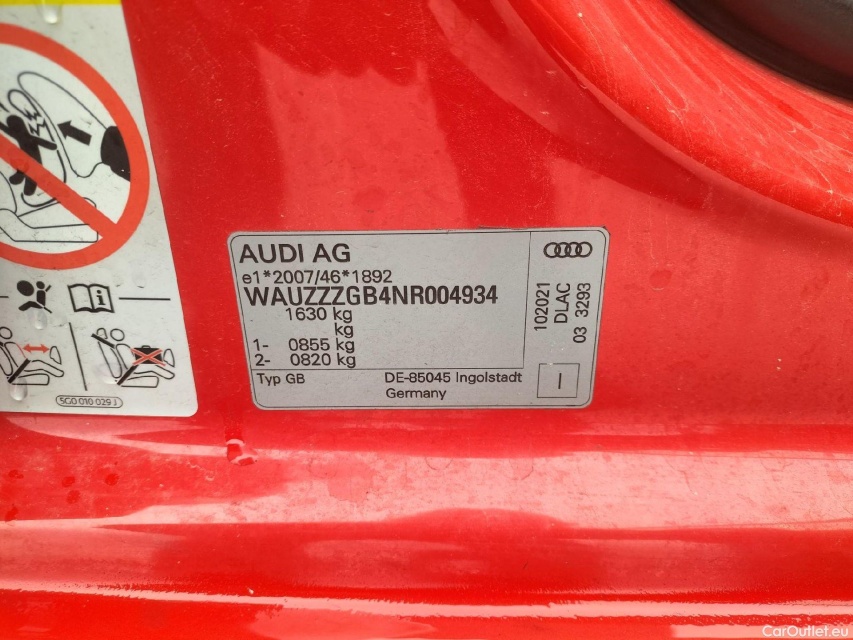 AUDI AG
e1*2007/46*1892
WAUZZZGB4NR004934
1630 kg
kg
1- 0855 kg
2- 0820 kg
Typ GB
DE-85045 Ingolstadt
Germany
102021
DLAC
03 3293
I
5G0 010 029 J
CarOutlet.eu